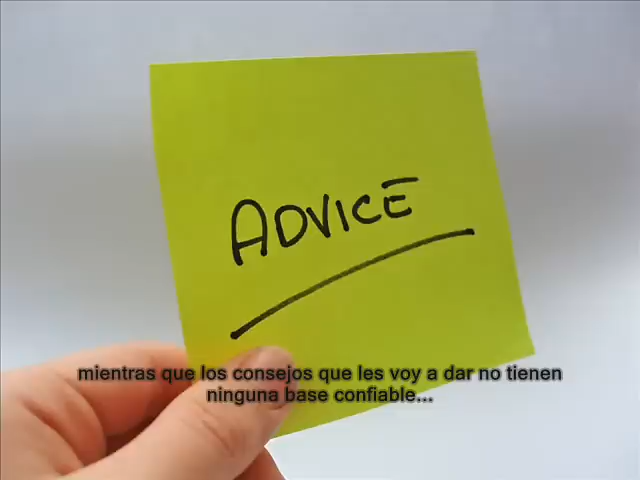 ADVICE
mientras que los consejos que les voy a dar no tienen
ninguna base confiable...